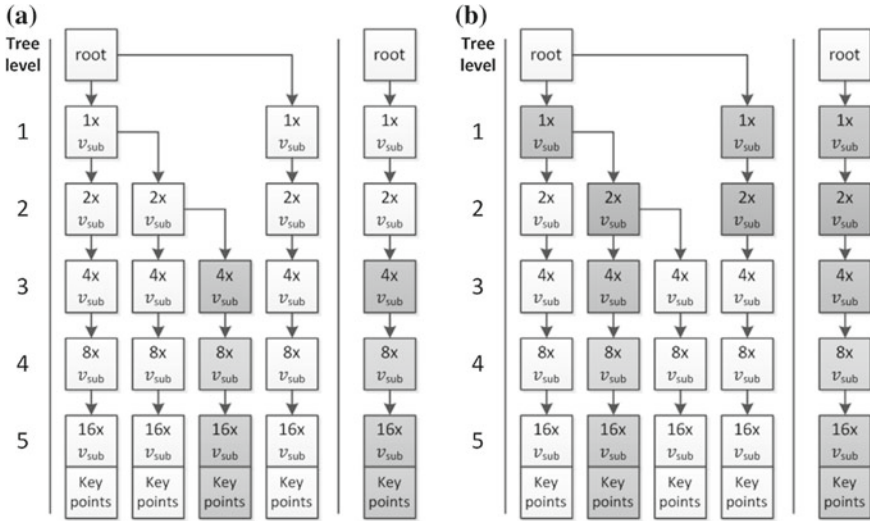 (a)
(b)
Tree level root root Tree level root root
1 1x v_sub 1x v_sub 1x v_sub 1 1x v_sub 1x v_sub 1x v_sub
2 2x v_sub 2x v_sub 2x v_sub 2x v_sub 2 2x v_sub 2x v_sub 2x v_sub 2x v_sub
3 4x v_sub 4x v_sub 4x v_sub 4x v_sub 4x v_sub 3 4x v_sub 4x v_sub 4x v_sub 4x v_sub 4x v_sub
4 8x v_sub 8x v_sub 8x v_sub 8x v_sub 8x v_sub 4 8x v_sub 8x v_sub 8x v_sub 8x v_sub 8x v_sub
5 16x v_sub 16x v_sub 16x v_sub 16x v_sub 16x v_sub 5 16x v_sub 16x v_sub 16x v_sub 16x v_sub 16x v_sub
Key points Key points Key points Key points Key points Key points Key points Key points Key points Key points